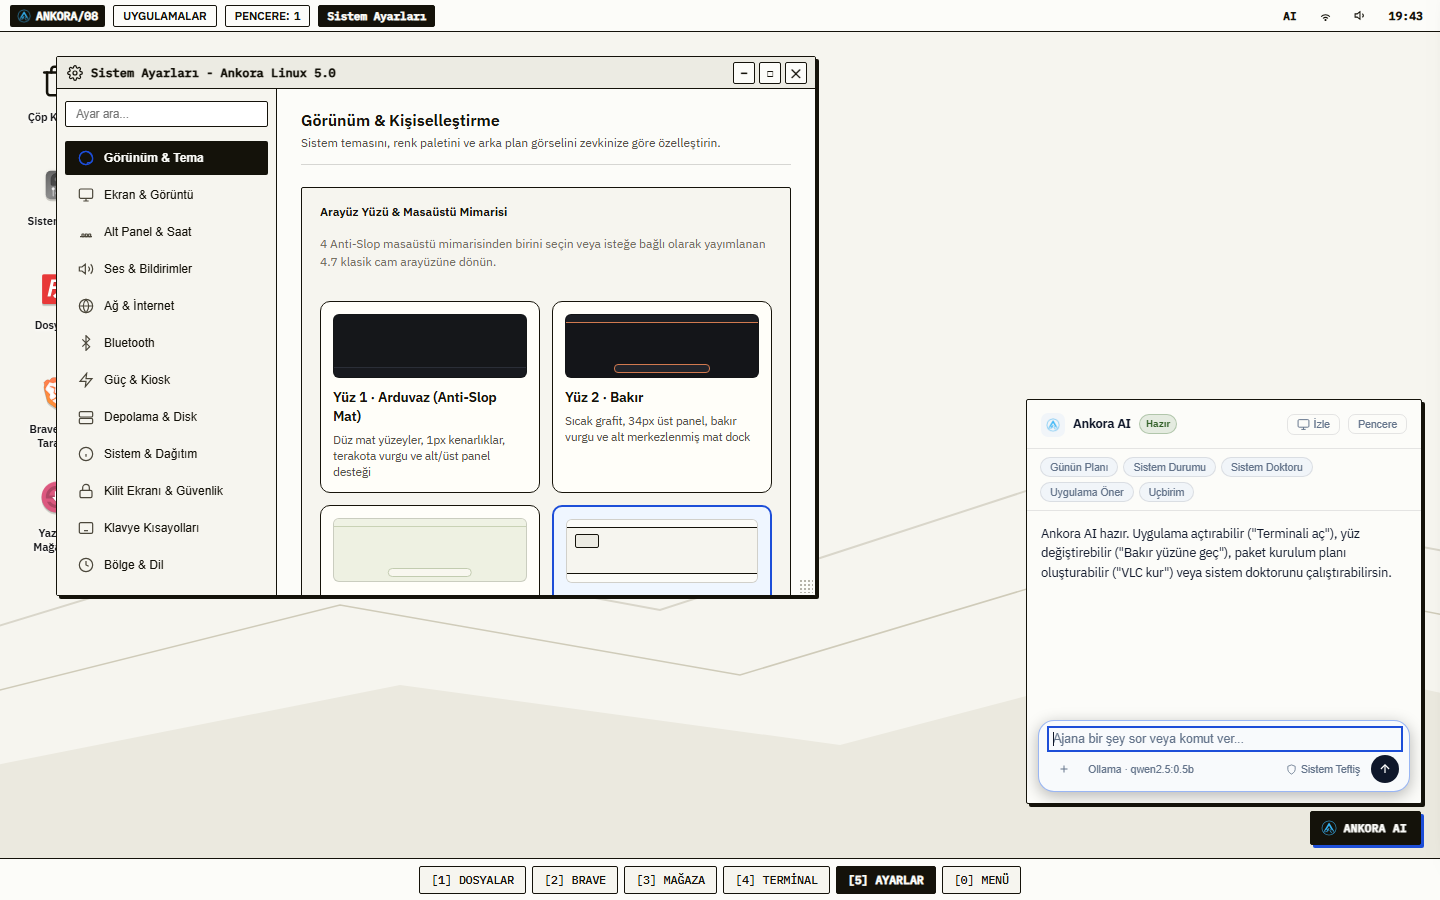 ANKORA/08
UYGULAMALAR
PENCERE: 1
Sistem Ayarları
AI
19:43
Çöp K
Sister
Dosy
Brave
Tara
Yaz
Mağa
Sistem Ayarları - Ankora Linux 5.0
Ayar ara...
Görünüm & Tema
Ekran & Görüntü
Alt Panel & Saat
Ses & Bildirimler
Ağ & İnternet
Bluetooth
Güç & Kiosk
Depolama & Disk
Sistem & Dağıtım
Kilit Ekranı & Güvenlik
Klavye Kısayolları
Bölge & Dil
Görünüm & Kişiselleştirme
Sistem temasını, renk paletini ve arka plan görselini zevkinize göre özelleştirin.
Arayüz Yüzü & Masaüstü Mimarisi
4 Anti-Slop masaüstü mimarisinden birini seçin veya isteğe bağlı olarak yayımlanan
4.7 klasik cam arayüzüne dönün.
Yüz 1 · Arduvaz (Anti-Slop
Mat)
Düz mat yüzeyler, 1px kenarlıklar,
terakota vurgu ve alt/üst panel
desteği
Yüz 2 · Bakır
Sıcak grafit, 34px üst panel, bakır
vurgu ve alt merkezlenmiş mat dock
Ankora AI
Hazır
İzle
Pencere
Günün Planı
Sistem Durumu
Sistem Doktoru
Uygulama Öner
Uçbirim
Ankora AI hazır. Uygulama açtırabilir ("Terminali aç"), yüz
değiştirebilir ("Bakır yüzüne geç"), paket kurulum planı
oluşturabilir ("VLC kur") veya sistem doktorunu çalıştırabilirsin.
Ajana bir şey sor veya komut ver...
Ollama · qwen2.5:0.5b
Sistem Teftiş
ANKORA AI
[1] DOSYALAR
[2] BRAVE
[3] MAĞAZA
[4] TERMİNAL
[5] AYARLAR
[0] MENÜ